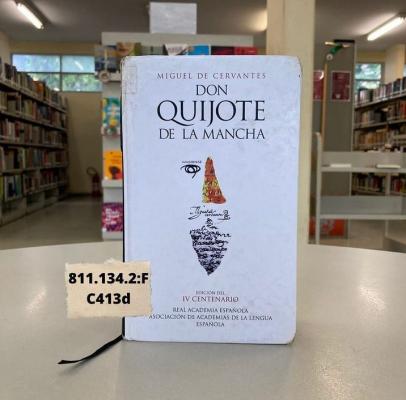 MIGUEL DE CERVANTES
DON
QUIJOTE
DE LA MANCHA
811.134.2:F
C413d
EDICIÓN DEL
IV CENTENARIO
REAL ACADEMIA ESPAÑOLA
ASOCIACIÓN DE ACADEMIAS DE LA LENGUA
ESPAÑOLA